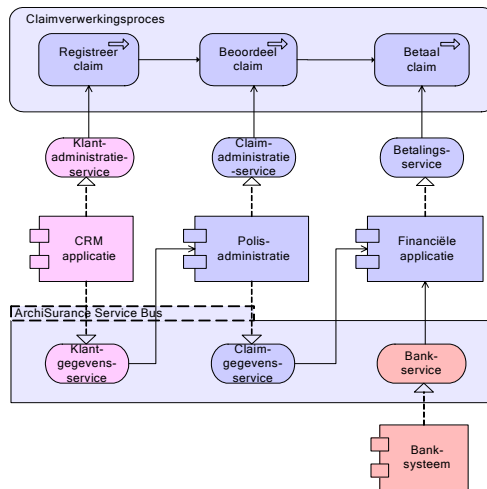 Claimverwerkingsproces
Registreer
claim
Beoordeel
claim
Betaal
claim
Klant-
administratie-
service
Claim-
administratie
-service
Betalings-
service
CRM
applicatie
Polis-
administratie
Financiële
applicatie
ArchiSurance Service Bus
Klant-
gegevens-
service
Claim-
gegevens-
service
Bank-
service
Bank-
systeem